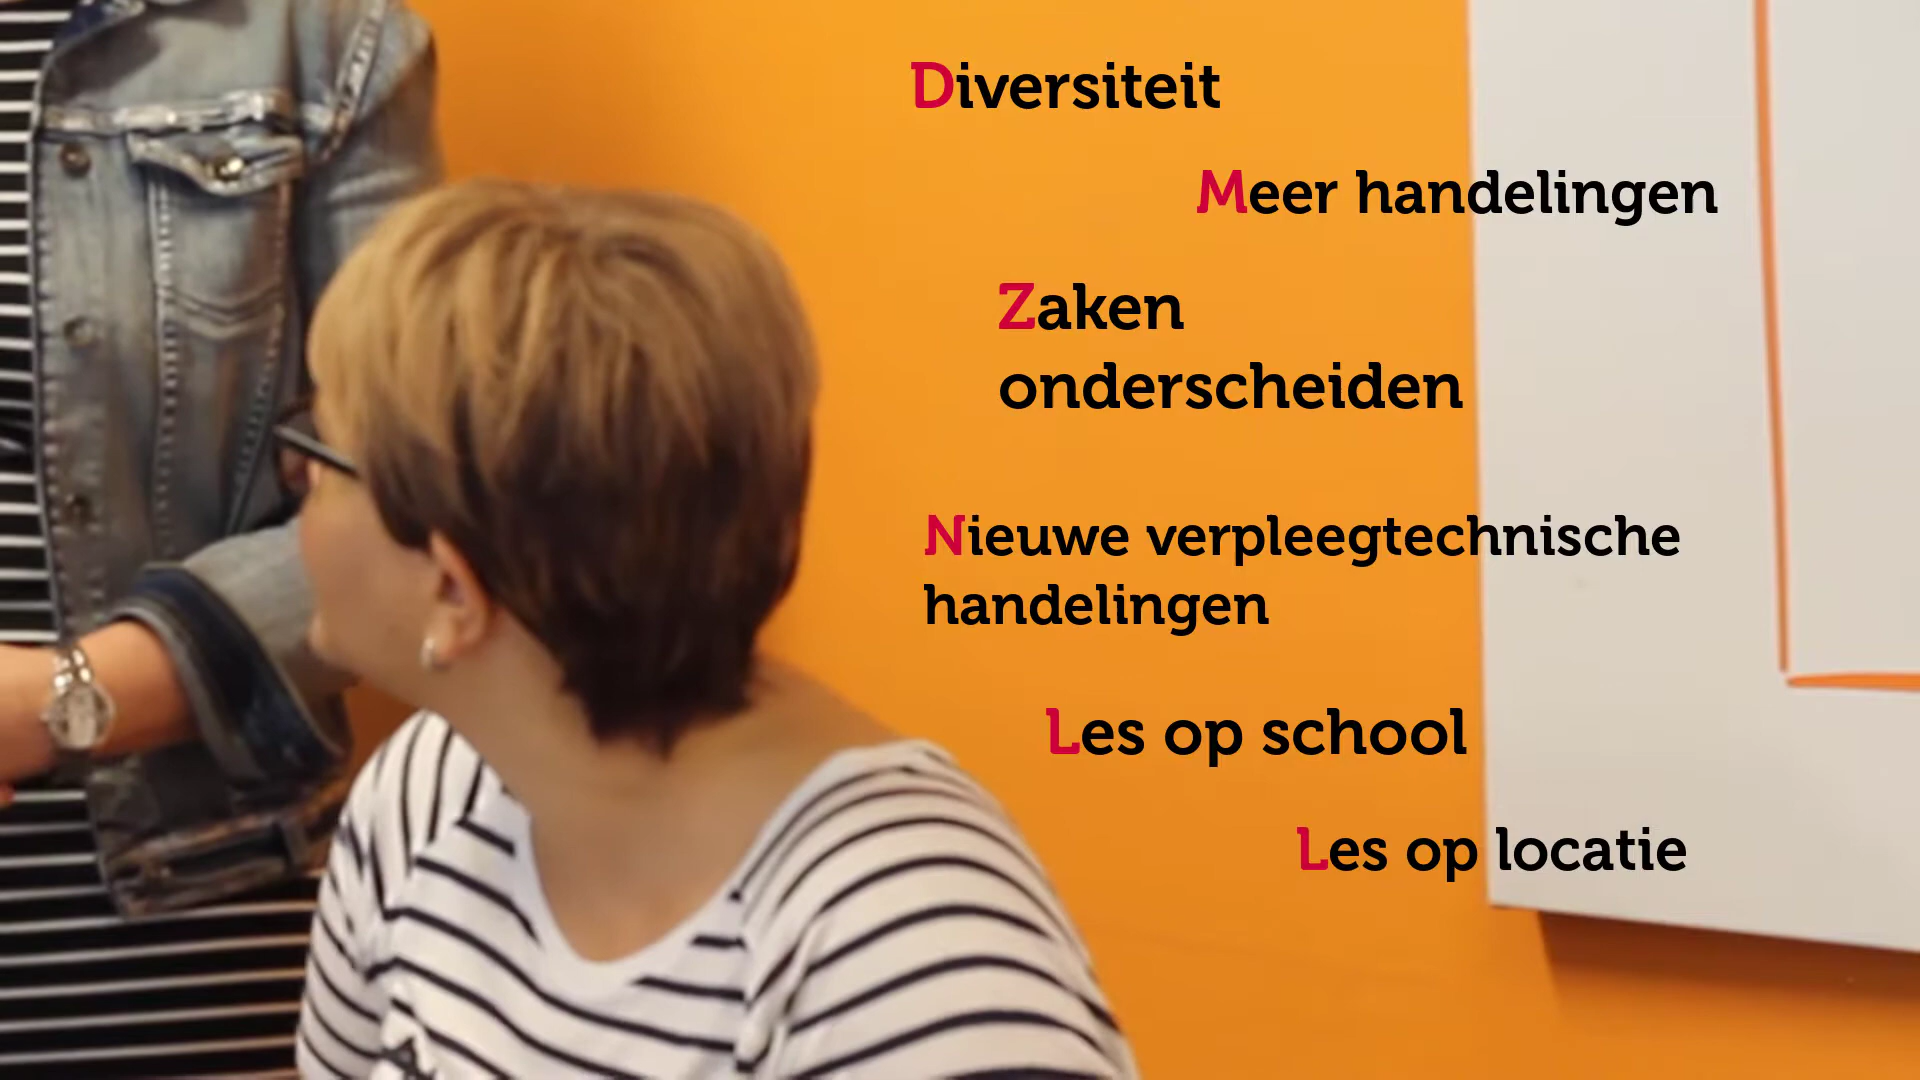 Diversiteit
Meer handelingen
Zaken
onderscheiden
Nieuwe verpleegtechnische
handelingen
Les op school
Les op locatie